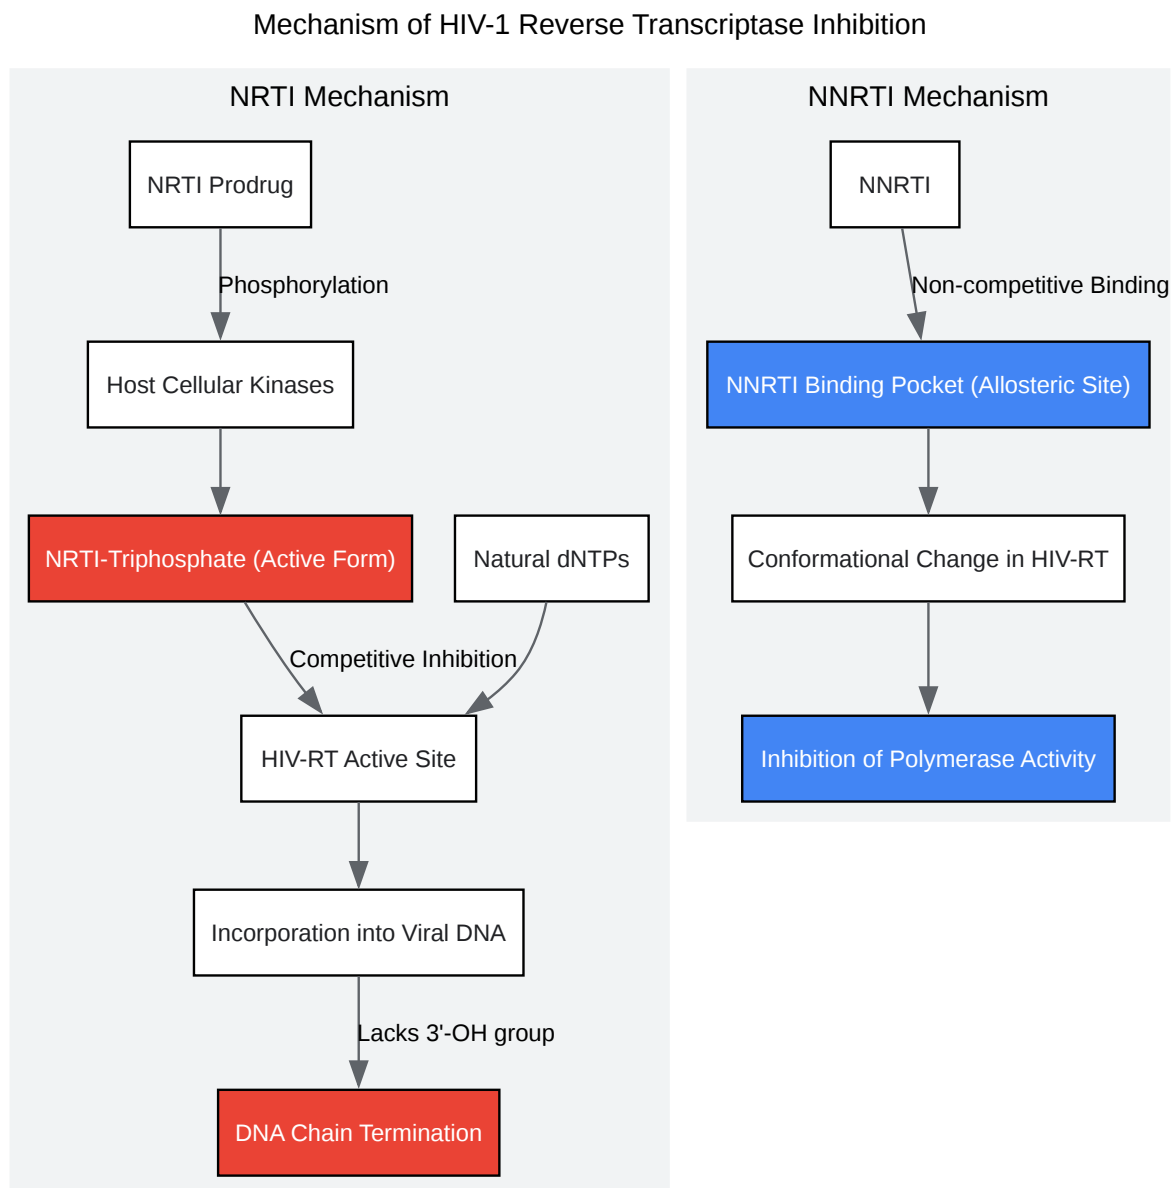 Mechanism of HIV-1 Reverse Transcriptase Inhibition
NRTI Mechanism
NRTI Prodrug
Phosphorylation
Host Cellular Kinases
NRTI-Triphosphate (Active Form)
Natural dNTPs
Competitive Inhibition
HIV-RT Active Site
Incorporation into Viral DNA
Lacks 3'-OH group
DNA Chain Termination
NNRTI Mechanism
NNRTI
Non-competitive Binding
NNRTI Binding Pocket (Allosteric Site)
Conformational Change in HIV-RT
Inhibition of Polymerase Activity